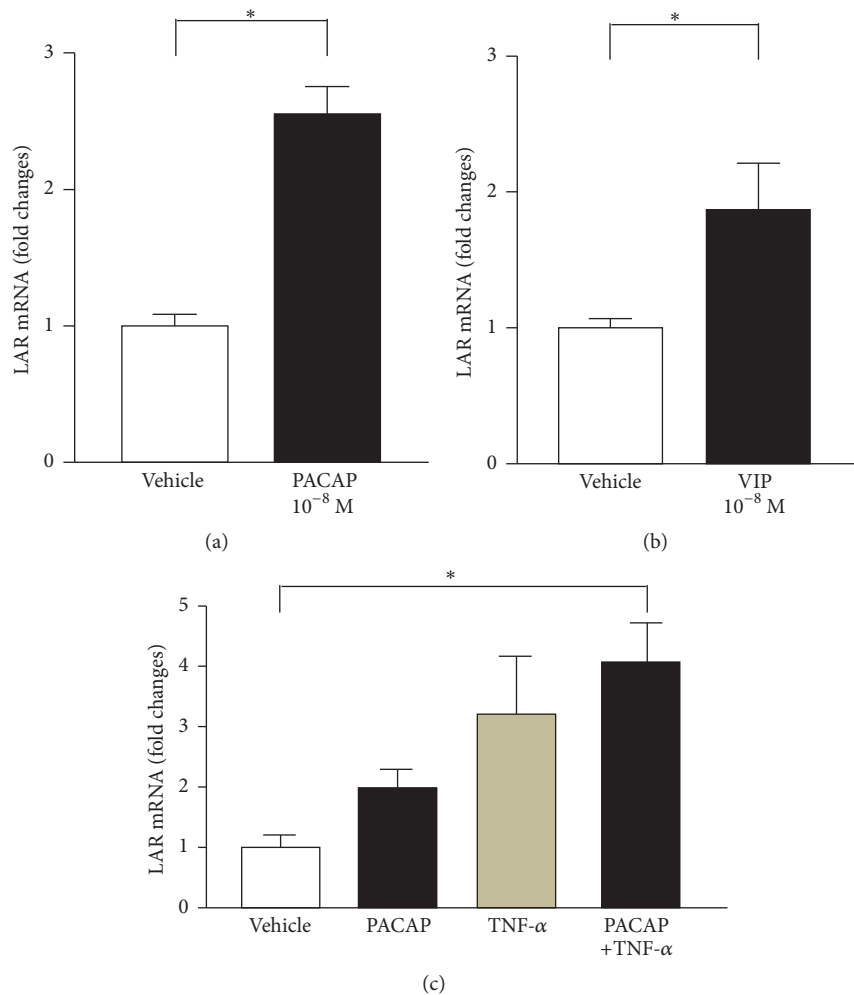 *
3
2
1
0
LAR mRNA (fold changes)
Vehicle
PACAP
10⁻⁸ M
(a)
*
3
2
1
0
LAR mRNA (fold changes)
Vehicle
VIP
10⁻⁸ M
(b)
*
5
4
3
2
1
0
LAR mRNA (fold changes)
Vehicle
PACAP
TNF-α
PACAP
+TNF-α
(c)